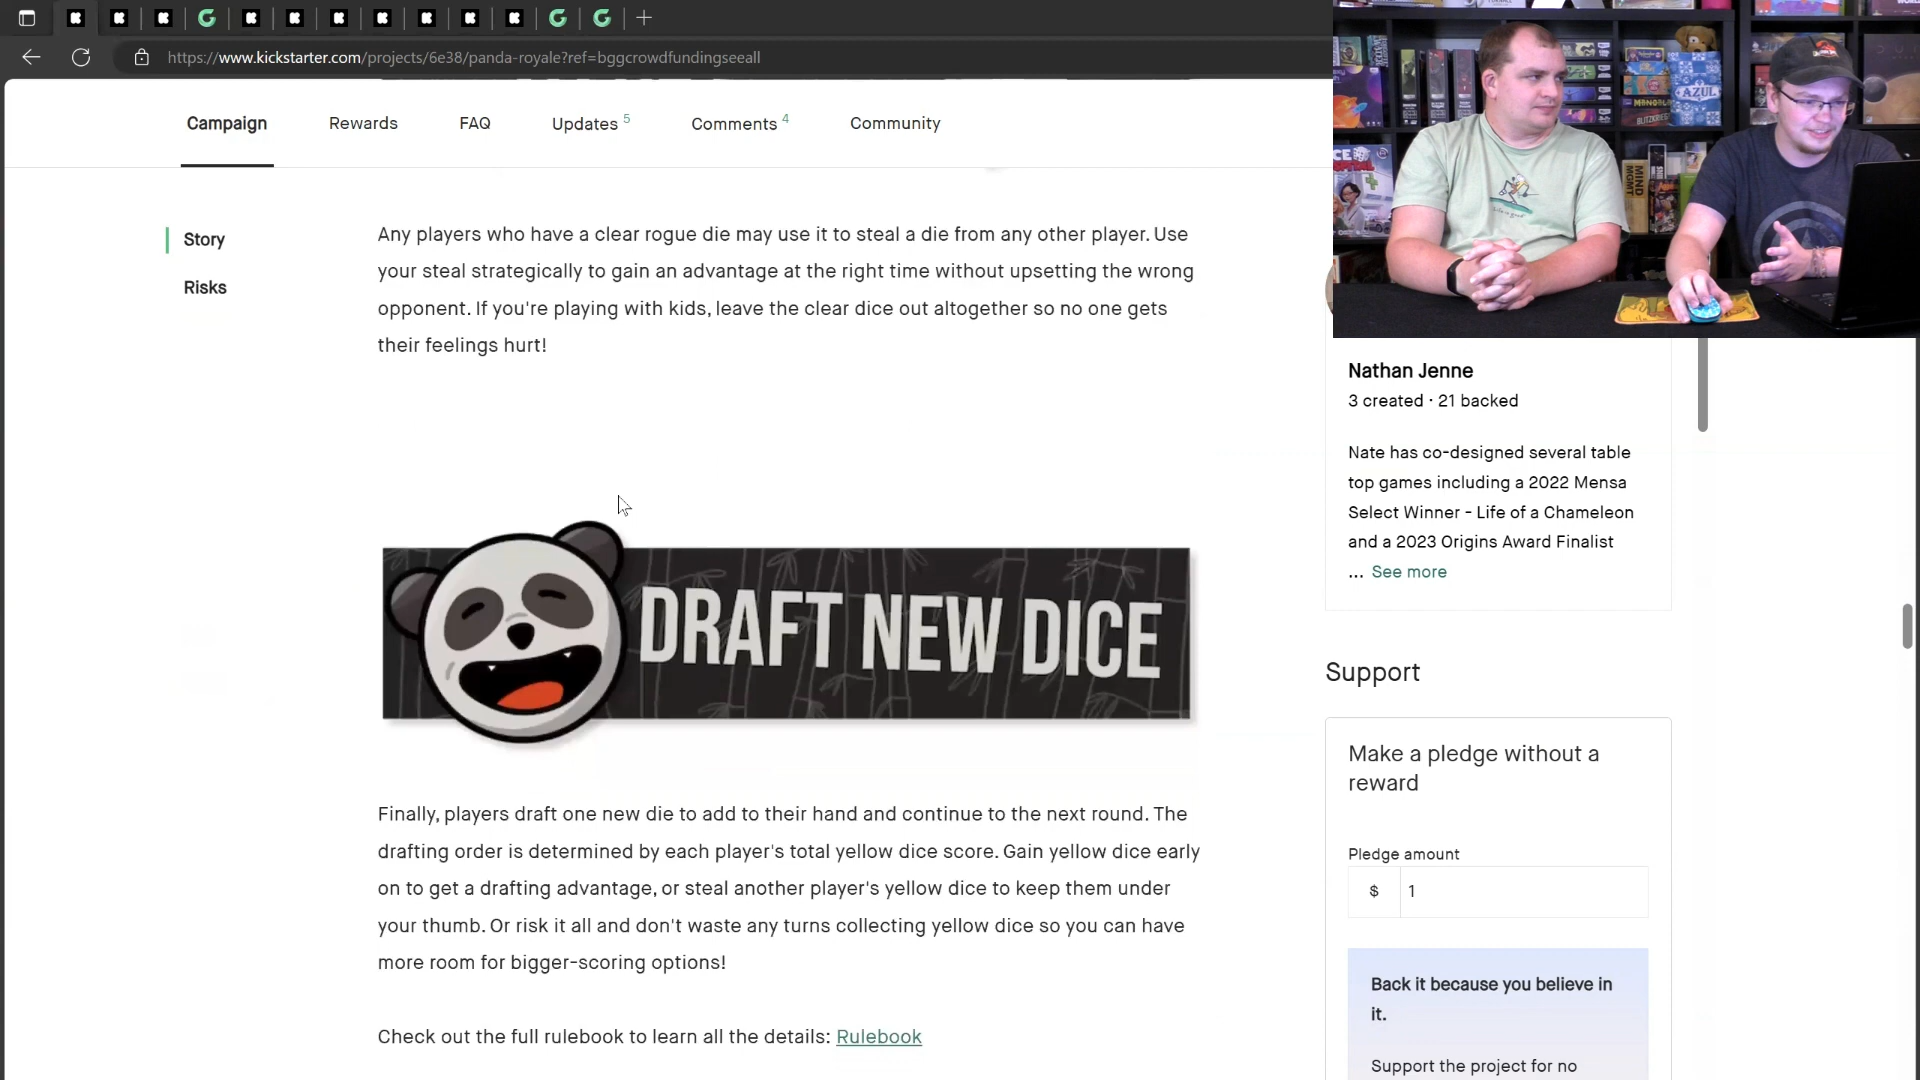 https://www.kickstarter.com/projects/6e38/panda-royale?ref=bggcrowdfundingseeall
Campaign
Rewards
FAQ
Updates 5
Comments 4
Community
Story
Risks
Any players who have a clear rogue die may use it to steal a die from any other player. Use
your steal strategically to gain an advantage at the right time without upsetting the wrong
opponent. If you're playing with kids, leave the clear dice out altogether so no one gets
their feelings hurt!
DRAFT NEW DICE
Finally, players draft one new die to add to their hand and continue to the next round. The
drafting order is determined by each player's total yellow dice score. Gain yellow dice early
on to get a drafting advantage, or steal another player's yellow dice to keep them under
your thumb. Or risk it all and don't waste any turns collecting yellow dice so you can have
more room for bigger-scoring options!
Check out the full rulebook to learn all the details: Rulebook
AZUL
MIND
MGMT
Nathan Jenne
3 created · 21 backed
Nate has co-designed several table
top games including a 2022 Mensa
Select Winner - Life of a Chameleon
and a 2023 Origins Award Finalist
... See more
Support
Make a pledge without a
reward
Pledge amount
$ 1
Back it because you believe in
it.
Support the project for no